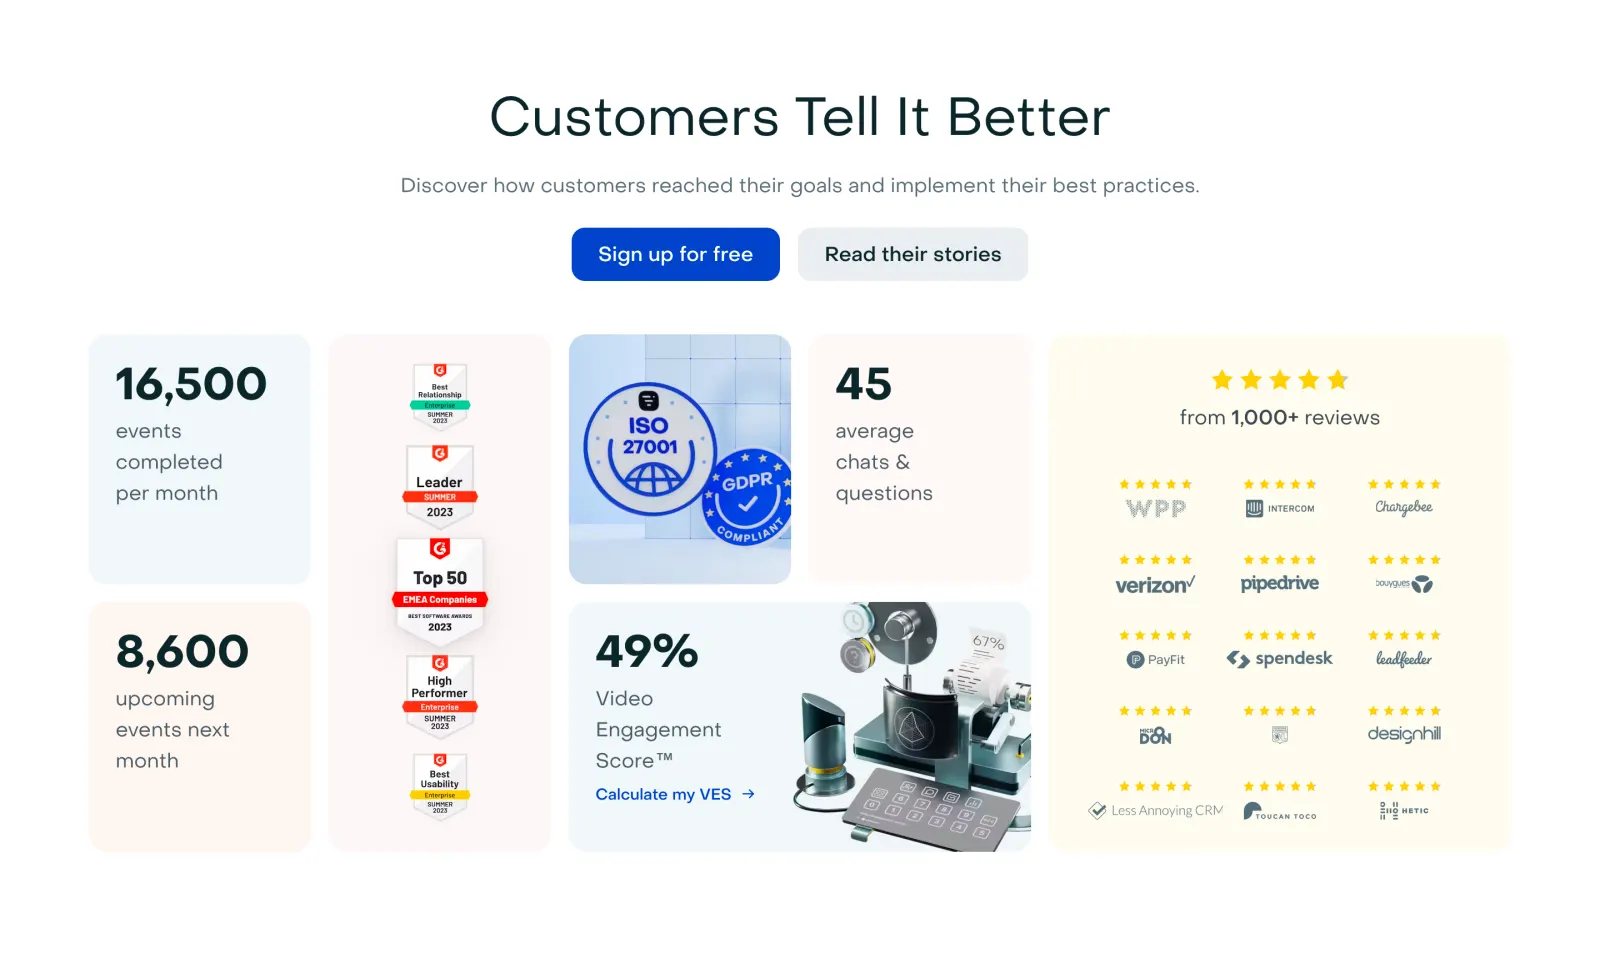 Customers Tell It Better
Discover how customers reached their goals and implement their best practices.
Sign up for free
Read their stories
16,500
events
completed
per month
8,600
upcoming
events next
month
Best
Relationship
Enterprise
SUMMER
2023
Leader
SUMMER
2023
Top 50
EMEA Companies
BEST SOFTWARE AWARDS
2023
High
Performer
Enterprise
SUMMER
2023
Best
Usability
Enterprise
SUMMER
2023
ISO
27001
GDPR
COMPLIANT
45
average
chats &
questions
49%
Video
Engagement
Score™
Calculate my VES →
67%
from 1,000+ reviews
WPP
INTERCOM
Chargebee
verizon✓
pipedrive
bouygues
PayFit
spendesk
leadfeeder
MICRO
DON
designhill
Less Annoying CRM
TOUCAN TOCO
HETIC